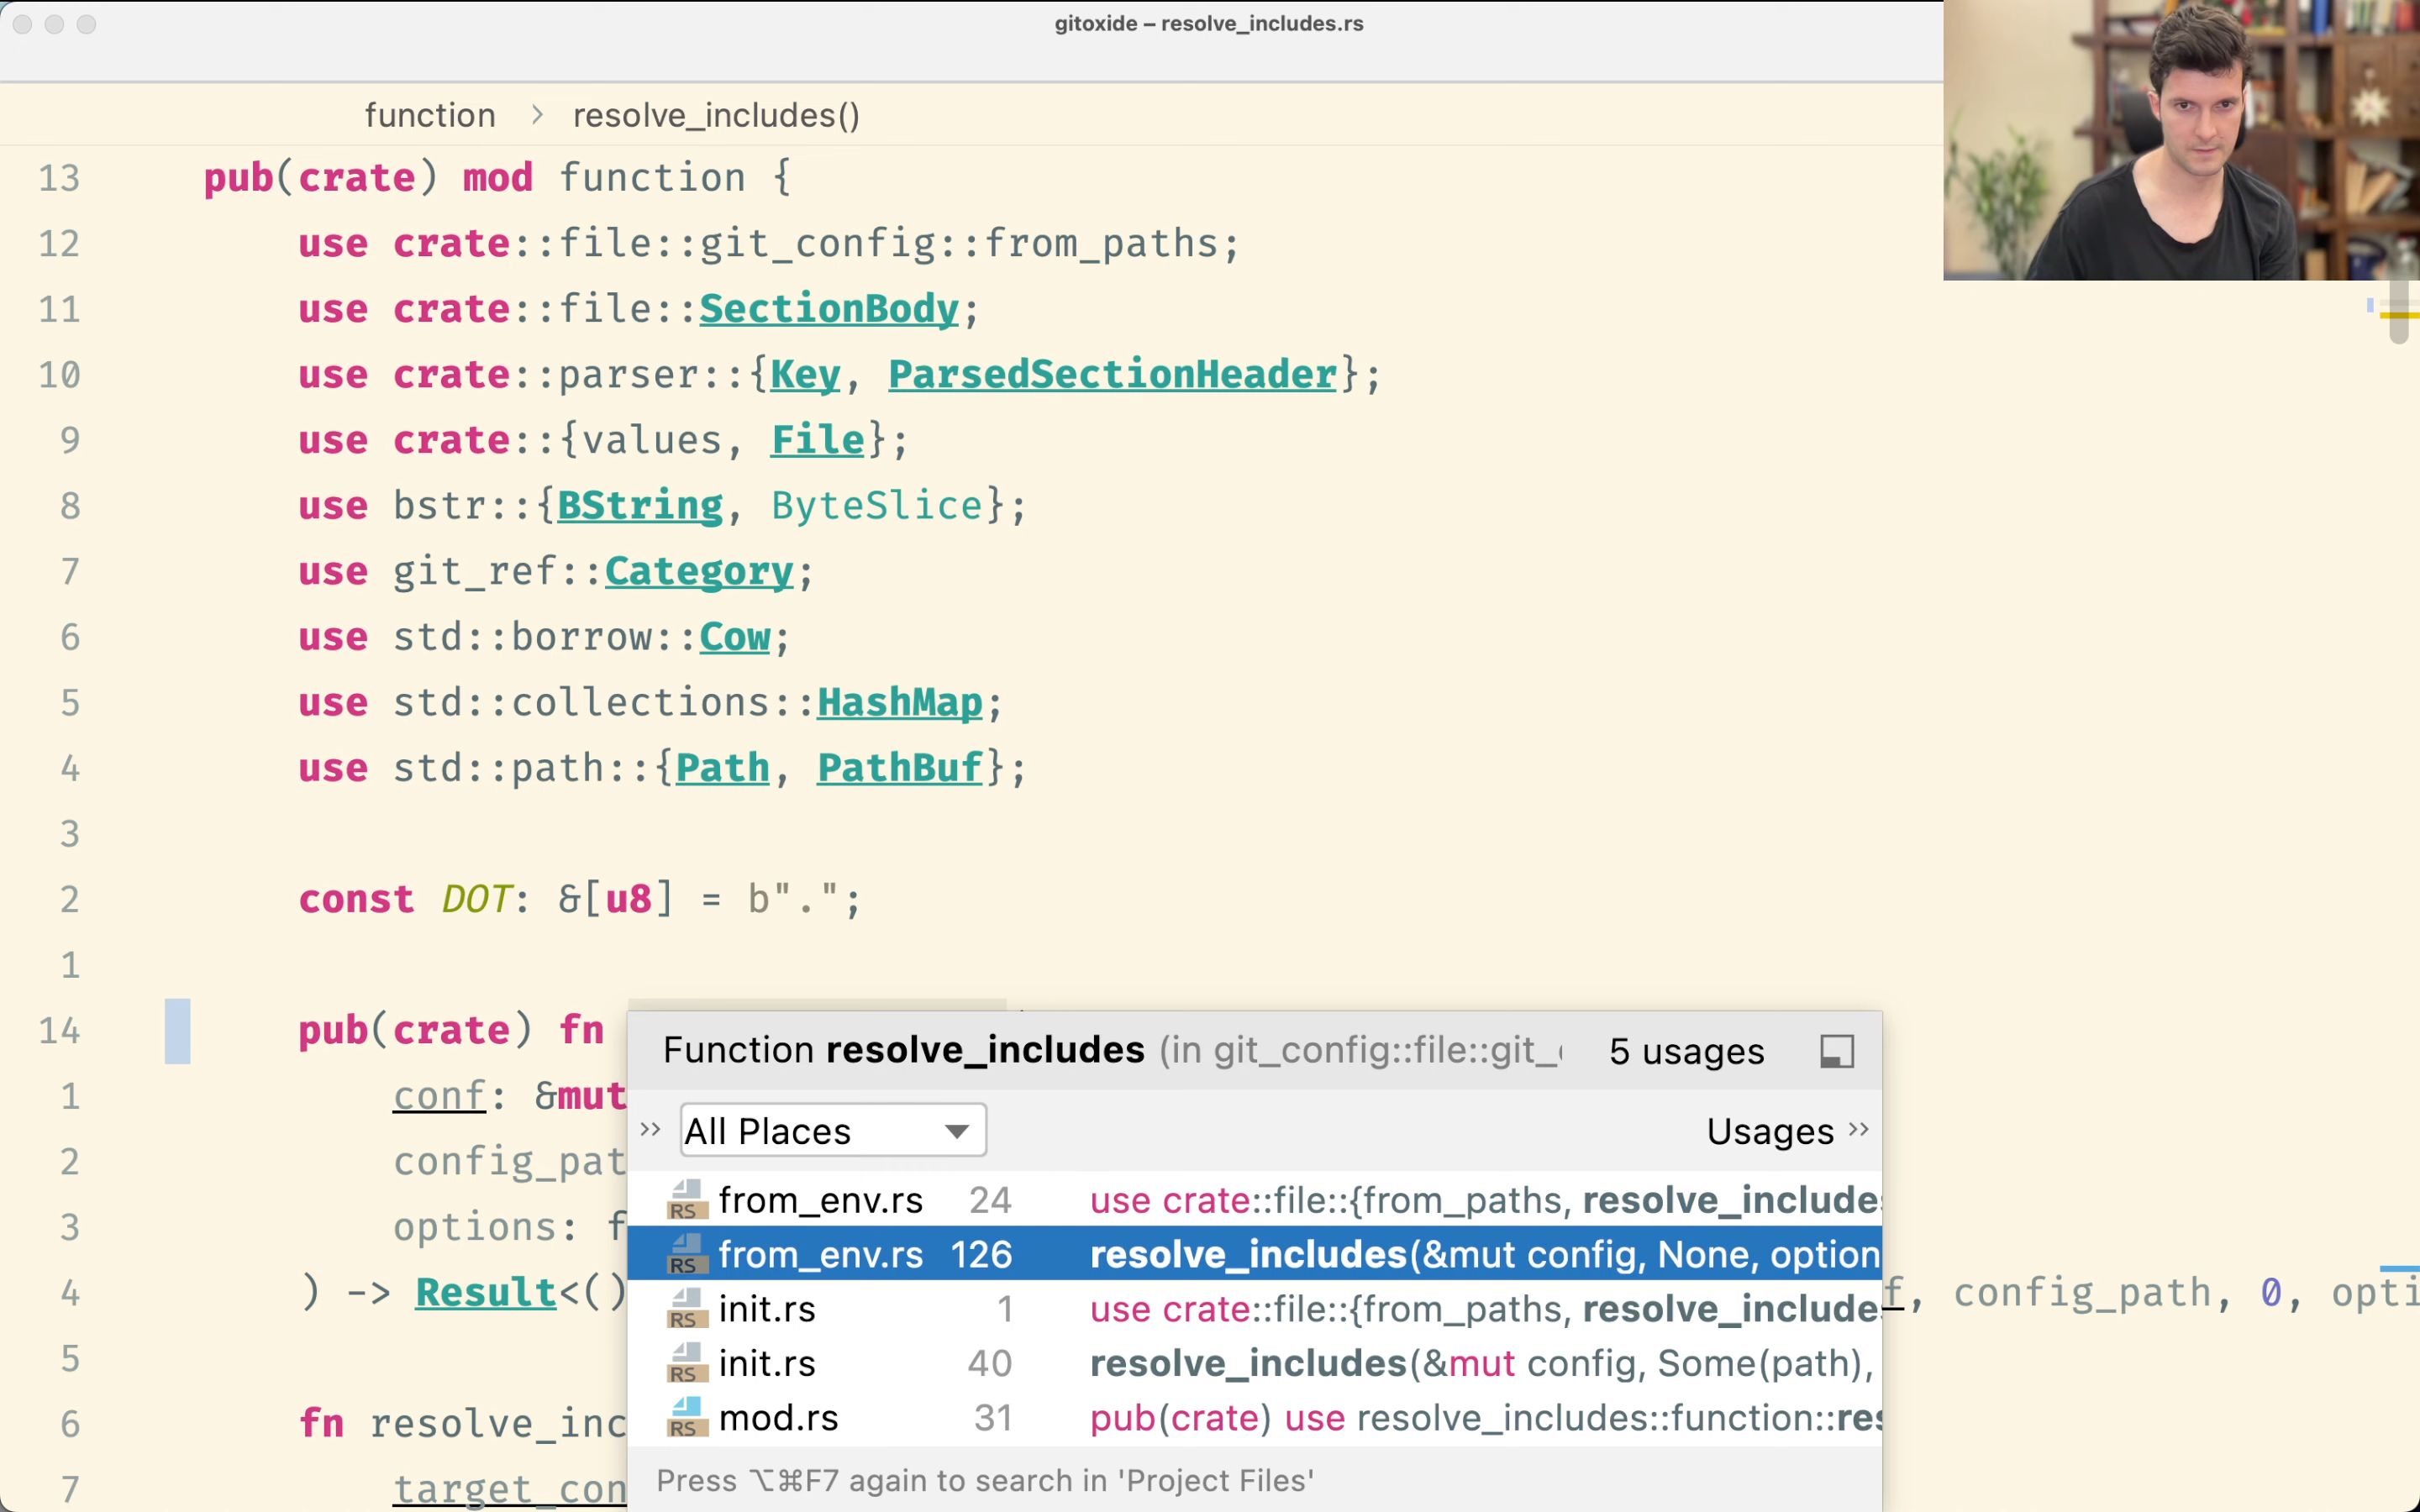 gitoxide – resolve_includes.rs
function > resolve_includes()
13 pub(crate) mod function {
12 use crate::file::git_config::from_paths;
11 use crate::file::SectionBody;
10 use crate::parser::{Key, ParsedSectionHeader};
9 use crate::{values, File};
8 use bstr::{BString, ByteSlice};
7 use git_ref::Category;
6 use std::borrow::Cow;
5 use std::collections::HashMap;
4 use std::path::{Path, PathBuf};
3
2 const DOT: &[u8] = b".";
1
14 pub(crate) fn
1 conf: &mut
2 config_pat
3 options: f
4 ) -> Result<() f, config_path, 0, opti
5
6 fn resolve_inc
7 target_con
Function resolve_includes (in git_config::file::git_ 5 usages
>> All Places Usages >>
RS from_env.rs 24 use crate::file::{from_paths, resolve_includes
RS from_env.rs 126 resolve_includes(&mut config, None, option
RS init.rs 1 use crate::file::{from_paths, resolve_includes
RS init.rs 40 resolve_includes(&mut config, Some(path),
RS mod.rs 31 pub(crate) use resolve_includes::function::res
Press ⌥⌘F7 again to search in 'Project Files'